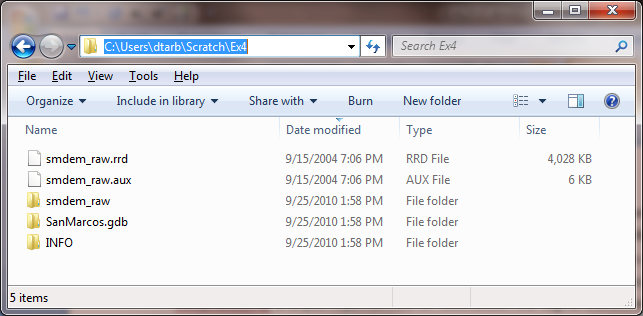 C:\Users\dtarb\Scratch\Ex4 Search Ex4
File Edit View Tools Help
Organize Include in library Share with Burn New folder
Name Date modified Type Size
smdem_raw.rrd 9/15/2004 7:06 PM RRD File 4,028 KB
smdem_raw.aux 9/15/2004 7:06 PM AUX File 6 KB
smdem_raw 9/25/2010 1:58 PM File folder
SanMarcos.gdb 9/25/2010 1:58 PM File folder
INFO 9/25/2010 1:58 PM File folder
5 items